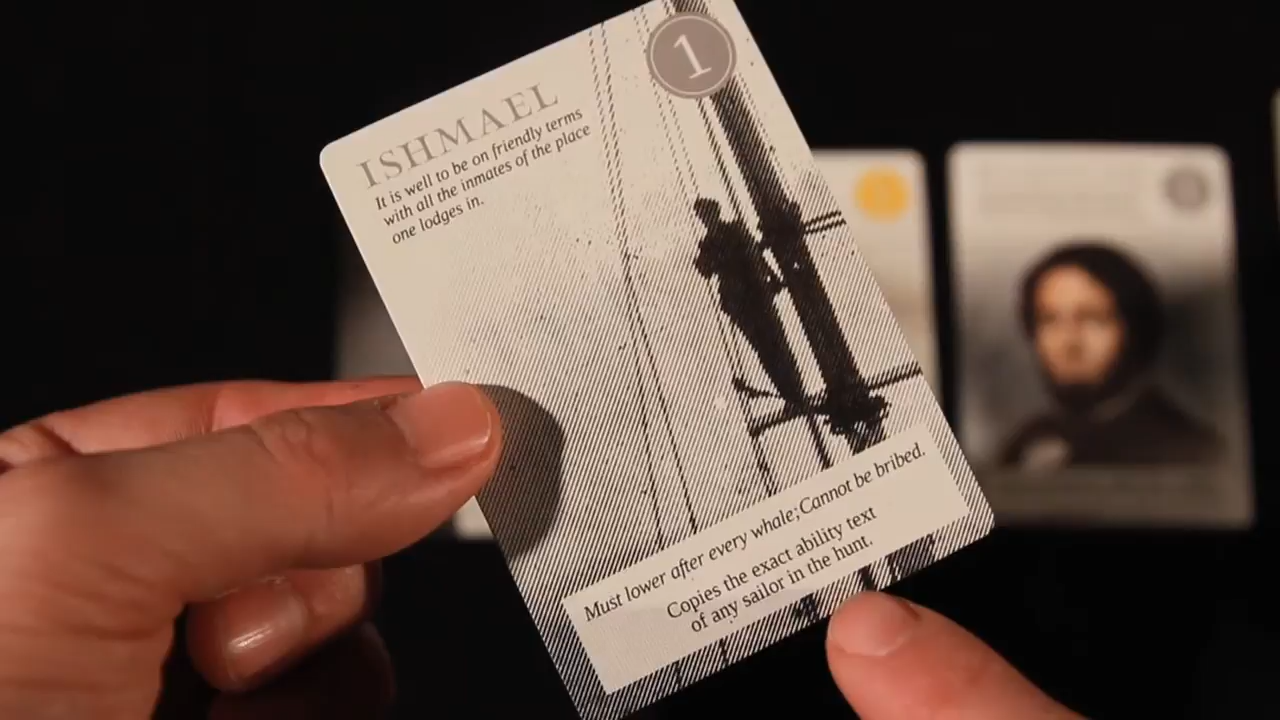 1
ISHMAEL
It is well to be on friendly terms
with all the inmates of the place
one lodges in.
Must lower after every whale; Cannot be bribed.
Copies the exact ability text
of any sailor in the hunt.